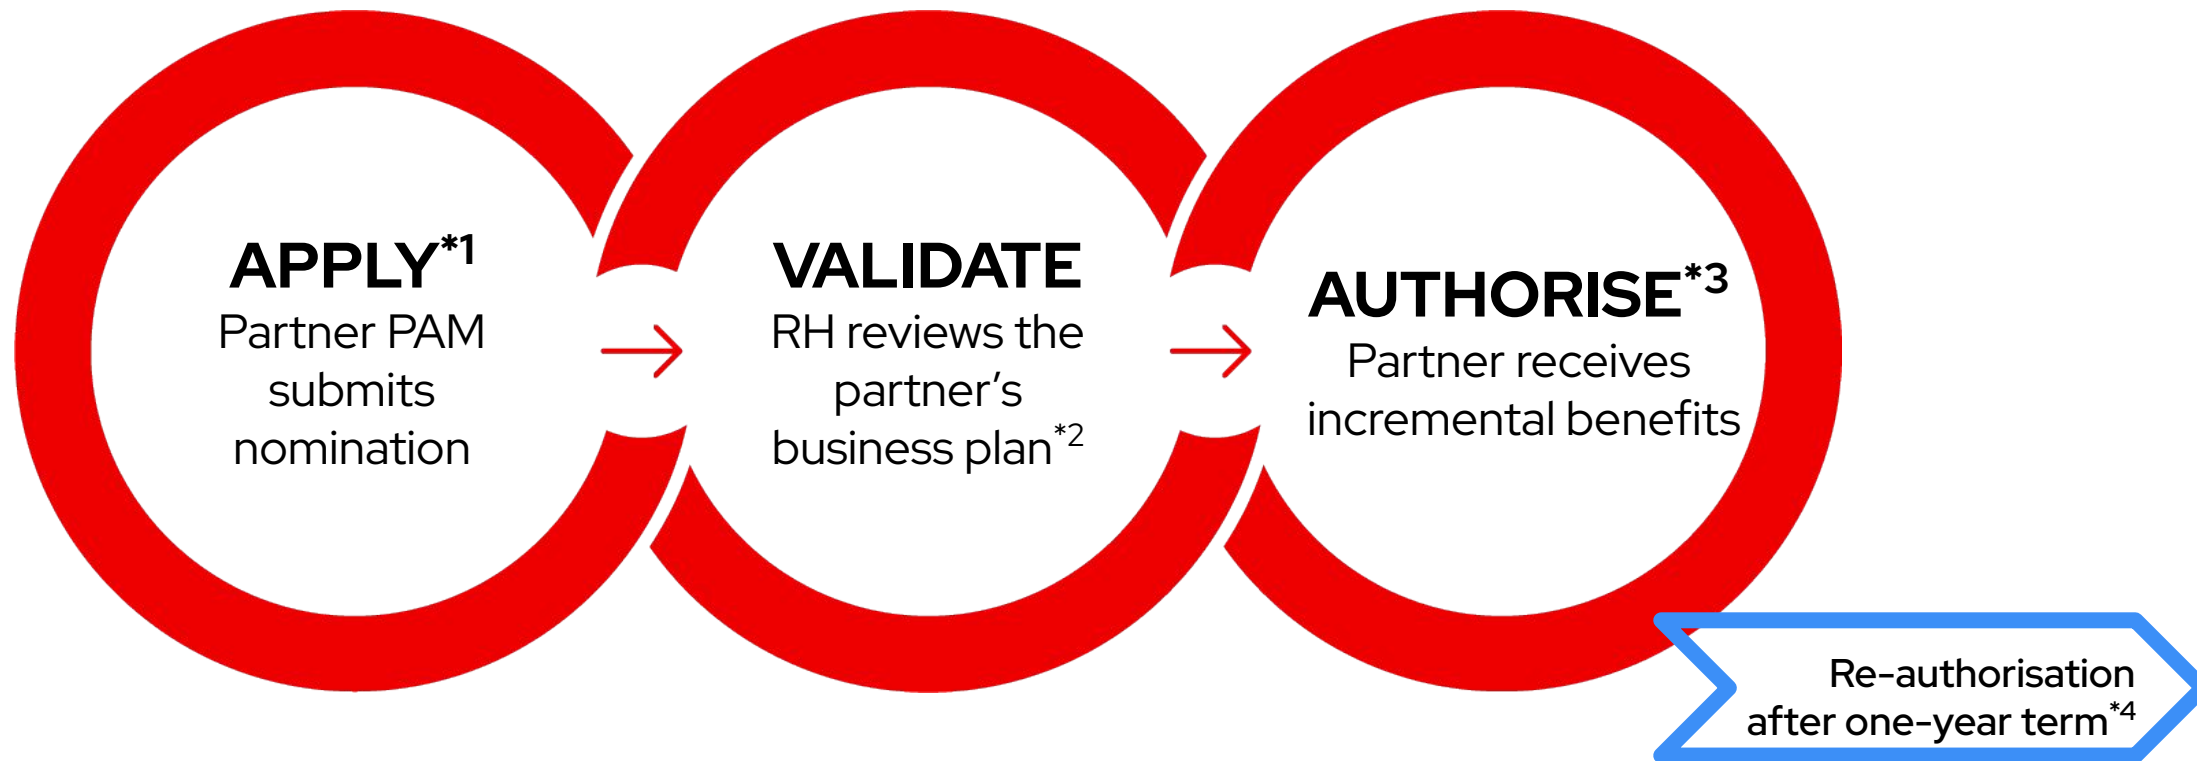 APPLY*1
Partner PAM
submits
nomination
VALIDATE
RH reviews the
partner’s
business plan*2
AUTHORISE*3
Partner receives
incremental benefits
Re-authorisation
after one-year term*4